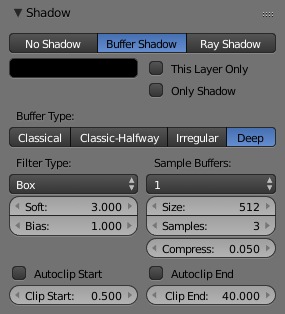 Shadow
No Shadow Buffer Shadow Ray Shadow
This Layer Only
Only Shadow
Buffer Type:
Classical Classic-Halfway Irregular Deep
Filter Type: Sample Buffers:
Box 1
Soft: 3.000 Size: 512
Bias: 1.000 Samples: 3
Compress: 0.050
Autoclip Start Autoclip End
Clip Start: 0.500 Clip End: 40.000